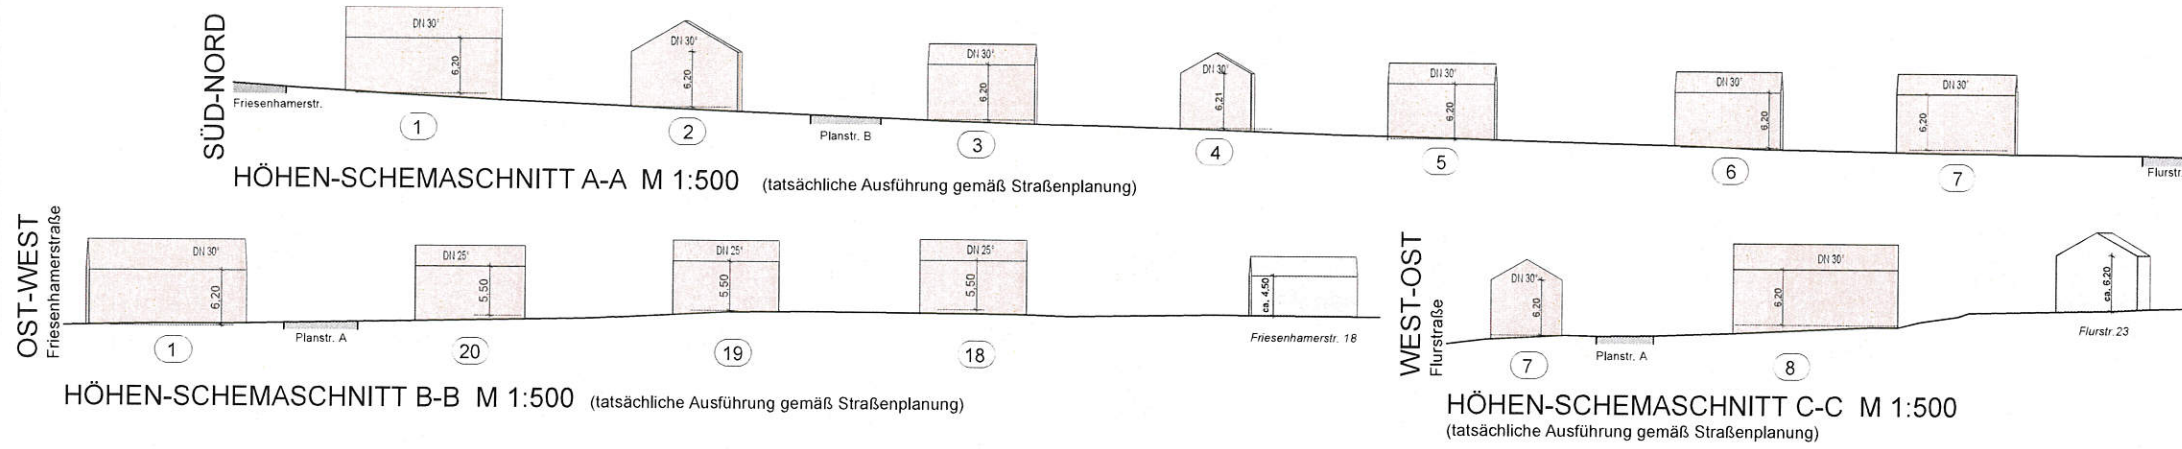 SÜD-NORD
DN 30°
6,20
DN 30°
6,20
DN 30°
6,20
DN 30°
6,21
DN 30°
6,20
DN 30°
6,20
DN 30°
6,20
Friesenhamerstr.
Planstr. B
Flurstr.
1
2
3
4
5
6
7
HÖHEN-SCHEMASCHNITT A-A M 1:500 (tatsächliche Ausführung gemäß Straßenplanung)
OST-WEST
Friesenhamerstraße
DN 30°
6,20
DN 25°
5,50
DN 25°
5,50
DN 25°
5,50
ca. 4,50
Planstr. A
Friesenhamerstr. 18
1
20
19
18
HÖHEN-SCHEMASCHNITT B-B M 1:500 (tatsächliche Ausführung gemäß Straßenplanung)
WEST-OST
Flurstraße
DN 30°
6,20
DN 30°
6,20
ca. 6,20
Planstr. A
Flurstr. 23
7
8
HÖHEN-SCHEMASCHNITT C-C M 1:500
(tatsächliche Ausführung gemäß Straßenplanung)